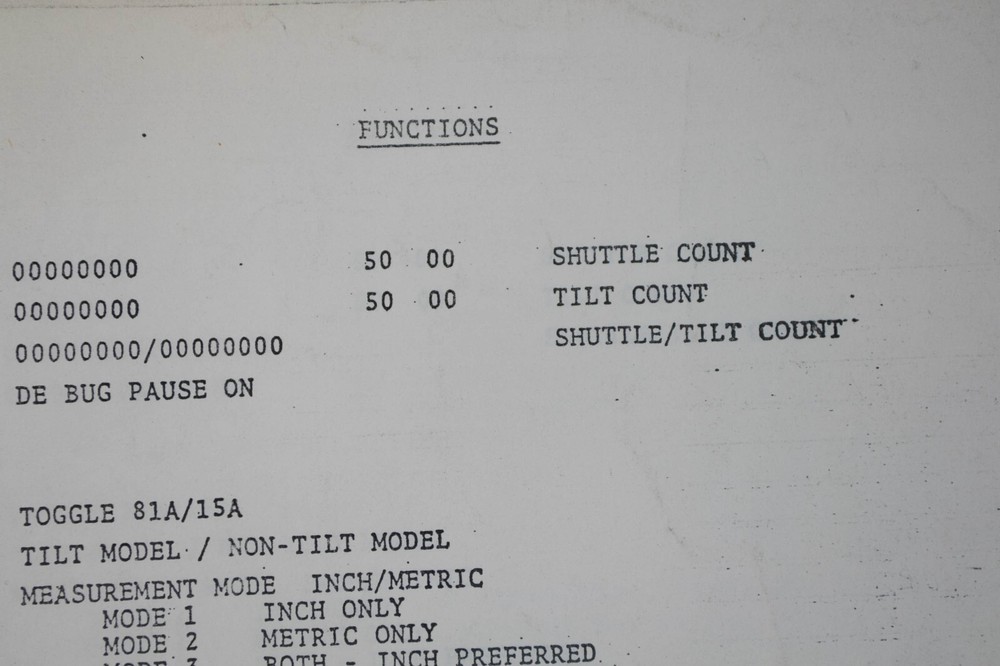 FUNCTIONS
00000000 50 00 SHUTTLE COUNT
00000000 50 00 TILT COUNT
00000000/00000000 SHUTTLE/TILT COUNT
DE BUG PAUSE ON
TOGGLE 81A/15A
TILT MODEL / NON-TILT MODEL
MEASUREMENT MODE INCH/METRIC
MODE 1 INCH ONLY
MODE 2 METRIC ONLY
MODE 3 BOTH - INCH PREFERRED